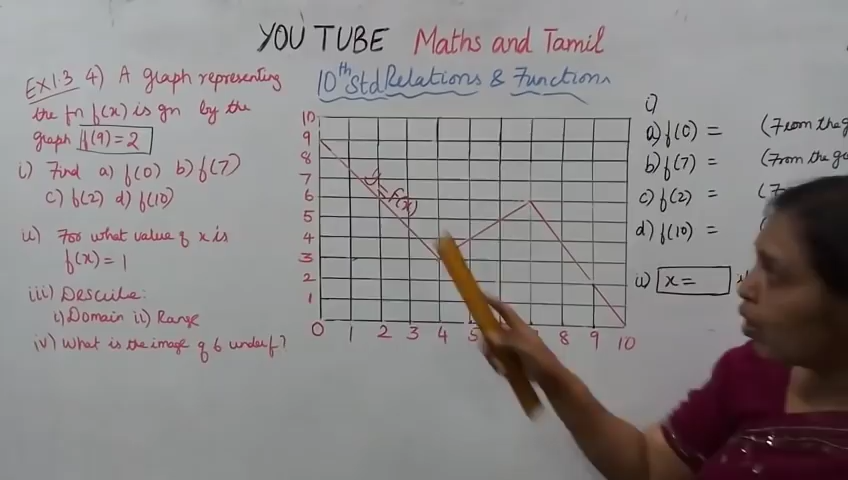 YOU TUBE Maths and Tamil
10th Std Relations & Functions
Ex 1.3 4) A graph representing
the fn f(x) is gn by the
graph f(9) = 2
i) Find a) f(0) b) f(7)
c) f(2) d) f(10)
ii) For what value of x is
f(x) = 1
iii) Describe:
i) Domain ii) Range
iv) What is the image of 6 under f?
10
9
8
7
6
5
4
3
2
1
0 1 2 3 4 5 8 9 10
y = f(x)
i)
a) f(0) = (From the g
b) f(7) = (From the g
c) f(2) =
d) f(10) =
ii) x =